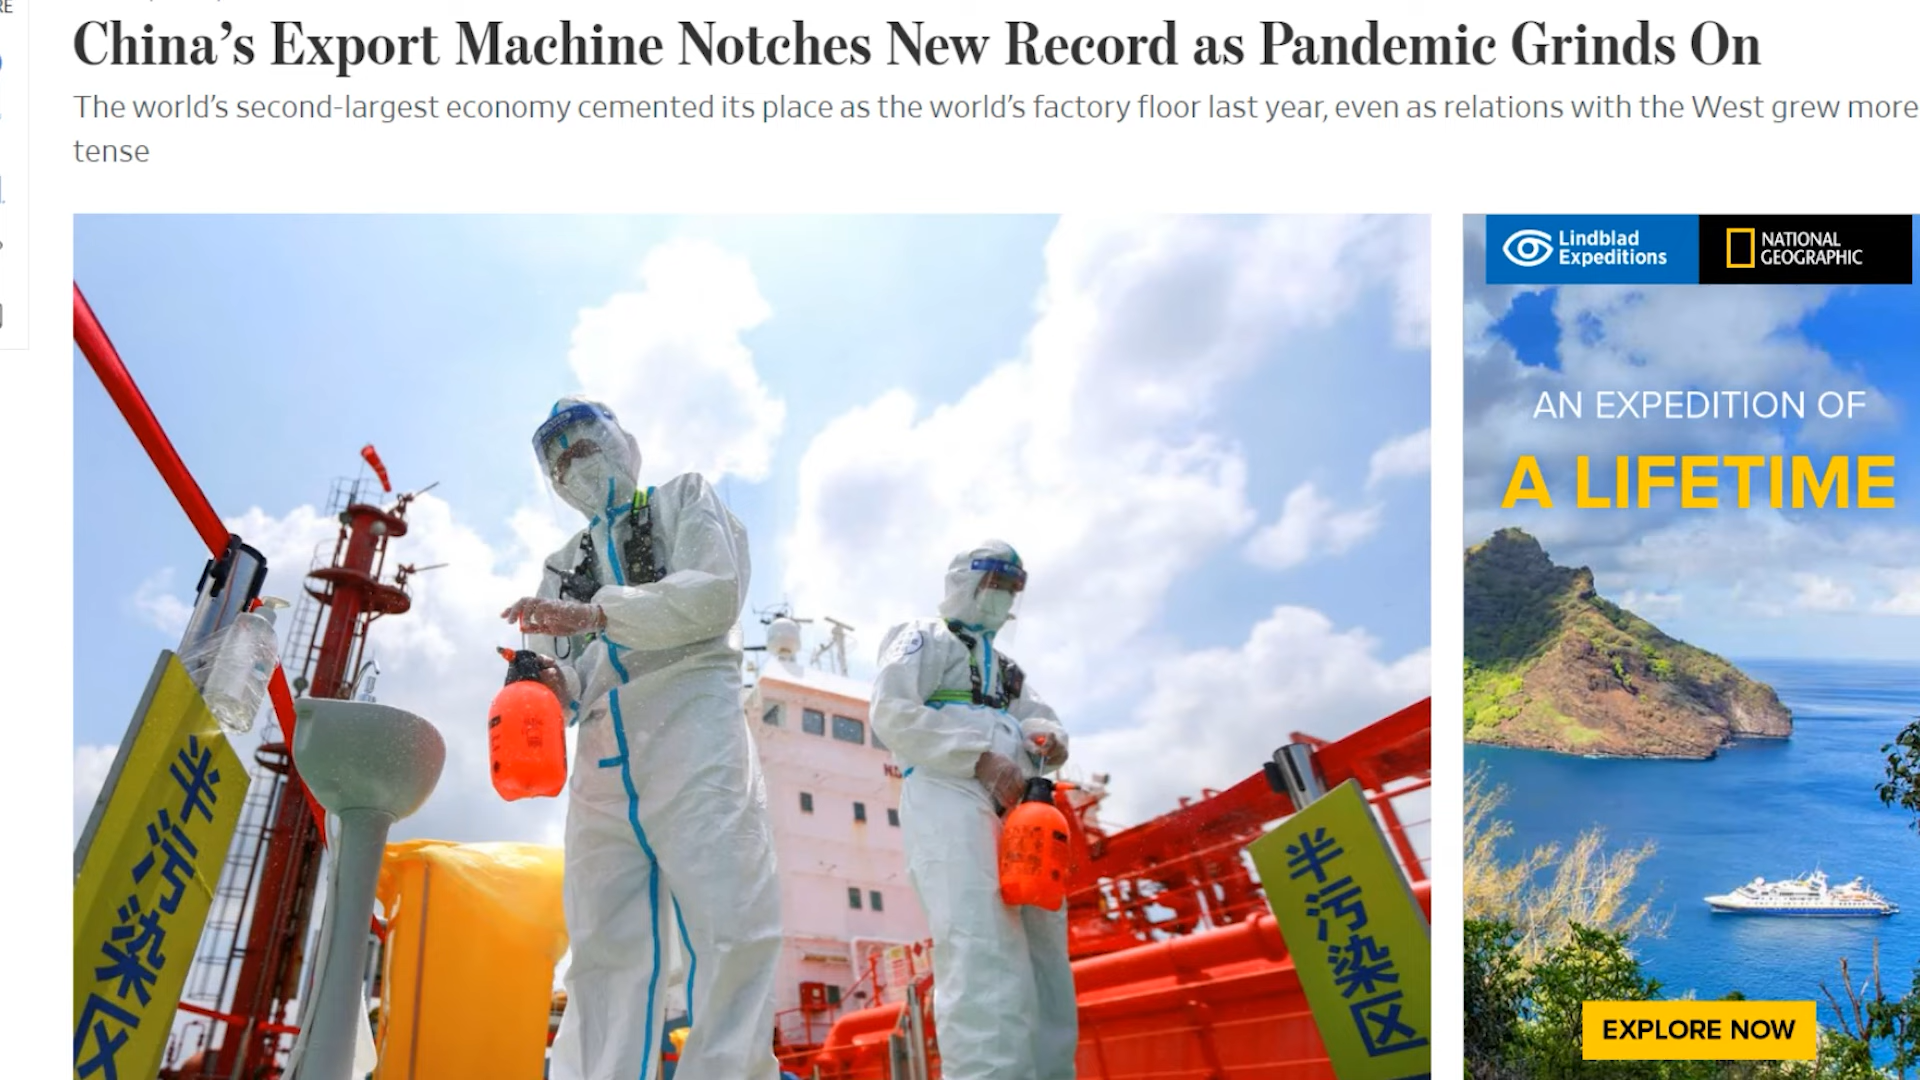 China’s Export Machine Notches New Record as Pandemic Grinds On
The world’s second-largest economy cemented its place as the world’s factory floor last year, even as relations with the West grew more
tense
半污染区
半污染区
Lindblad
Expeditions
NATIONAL
GEOGRAPHIC
AN EXPEDITION OF
A LIFETIME
EXPLORE NOW